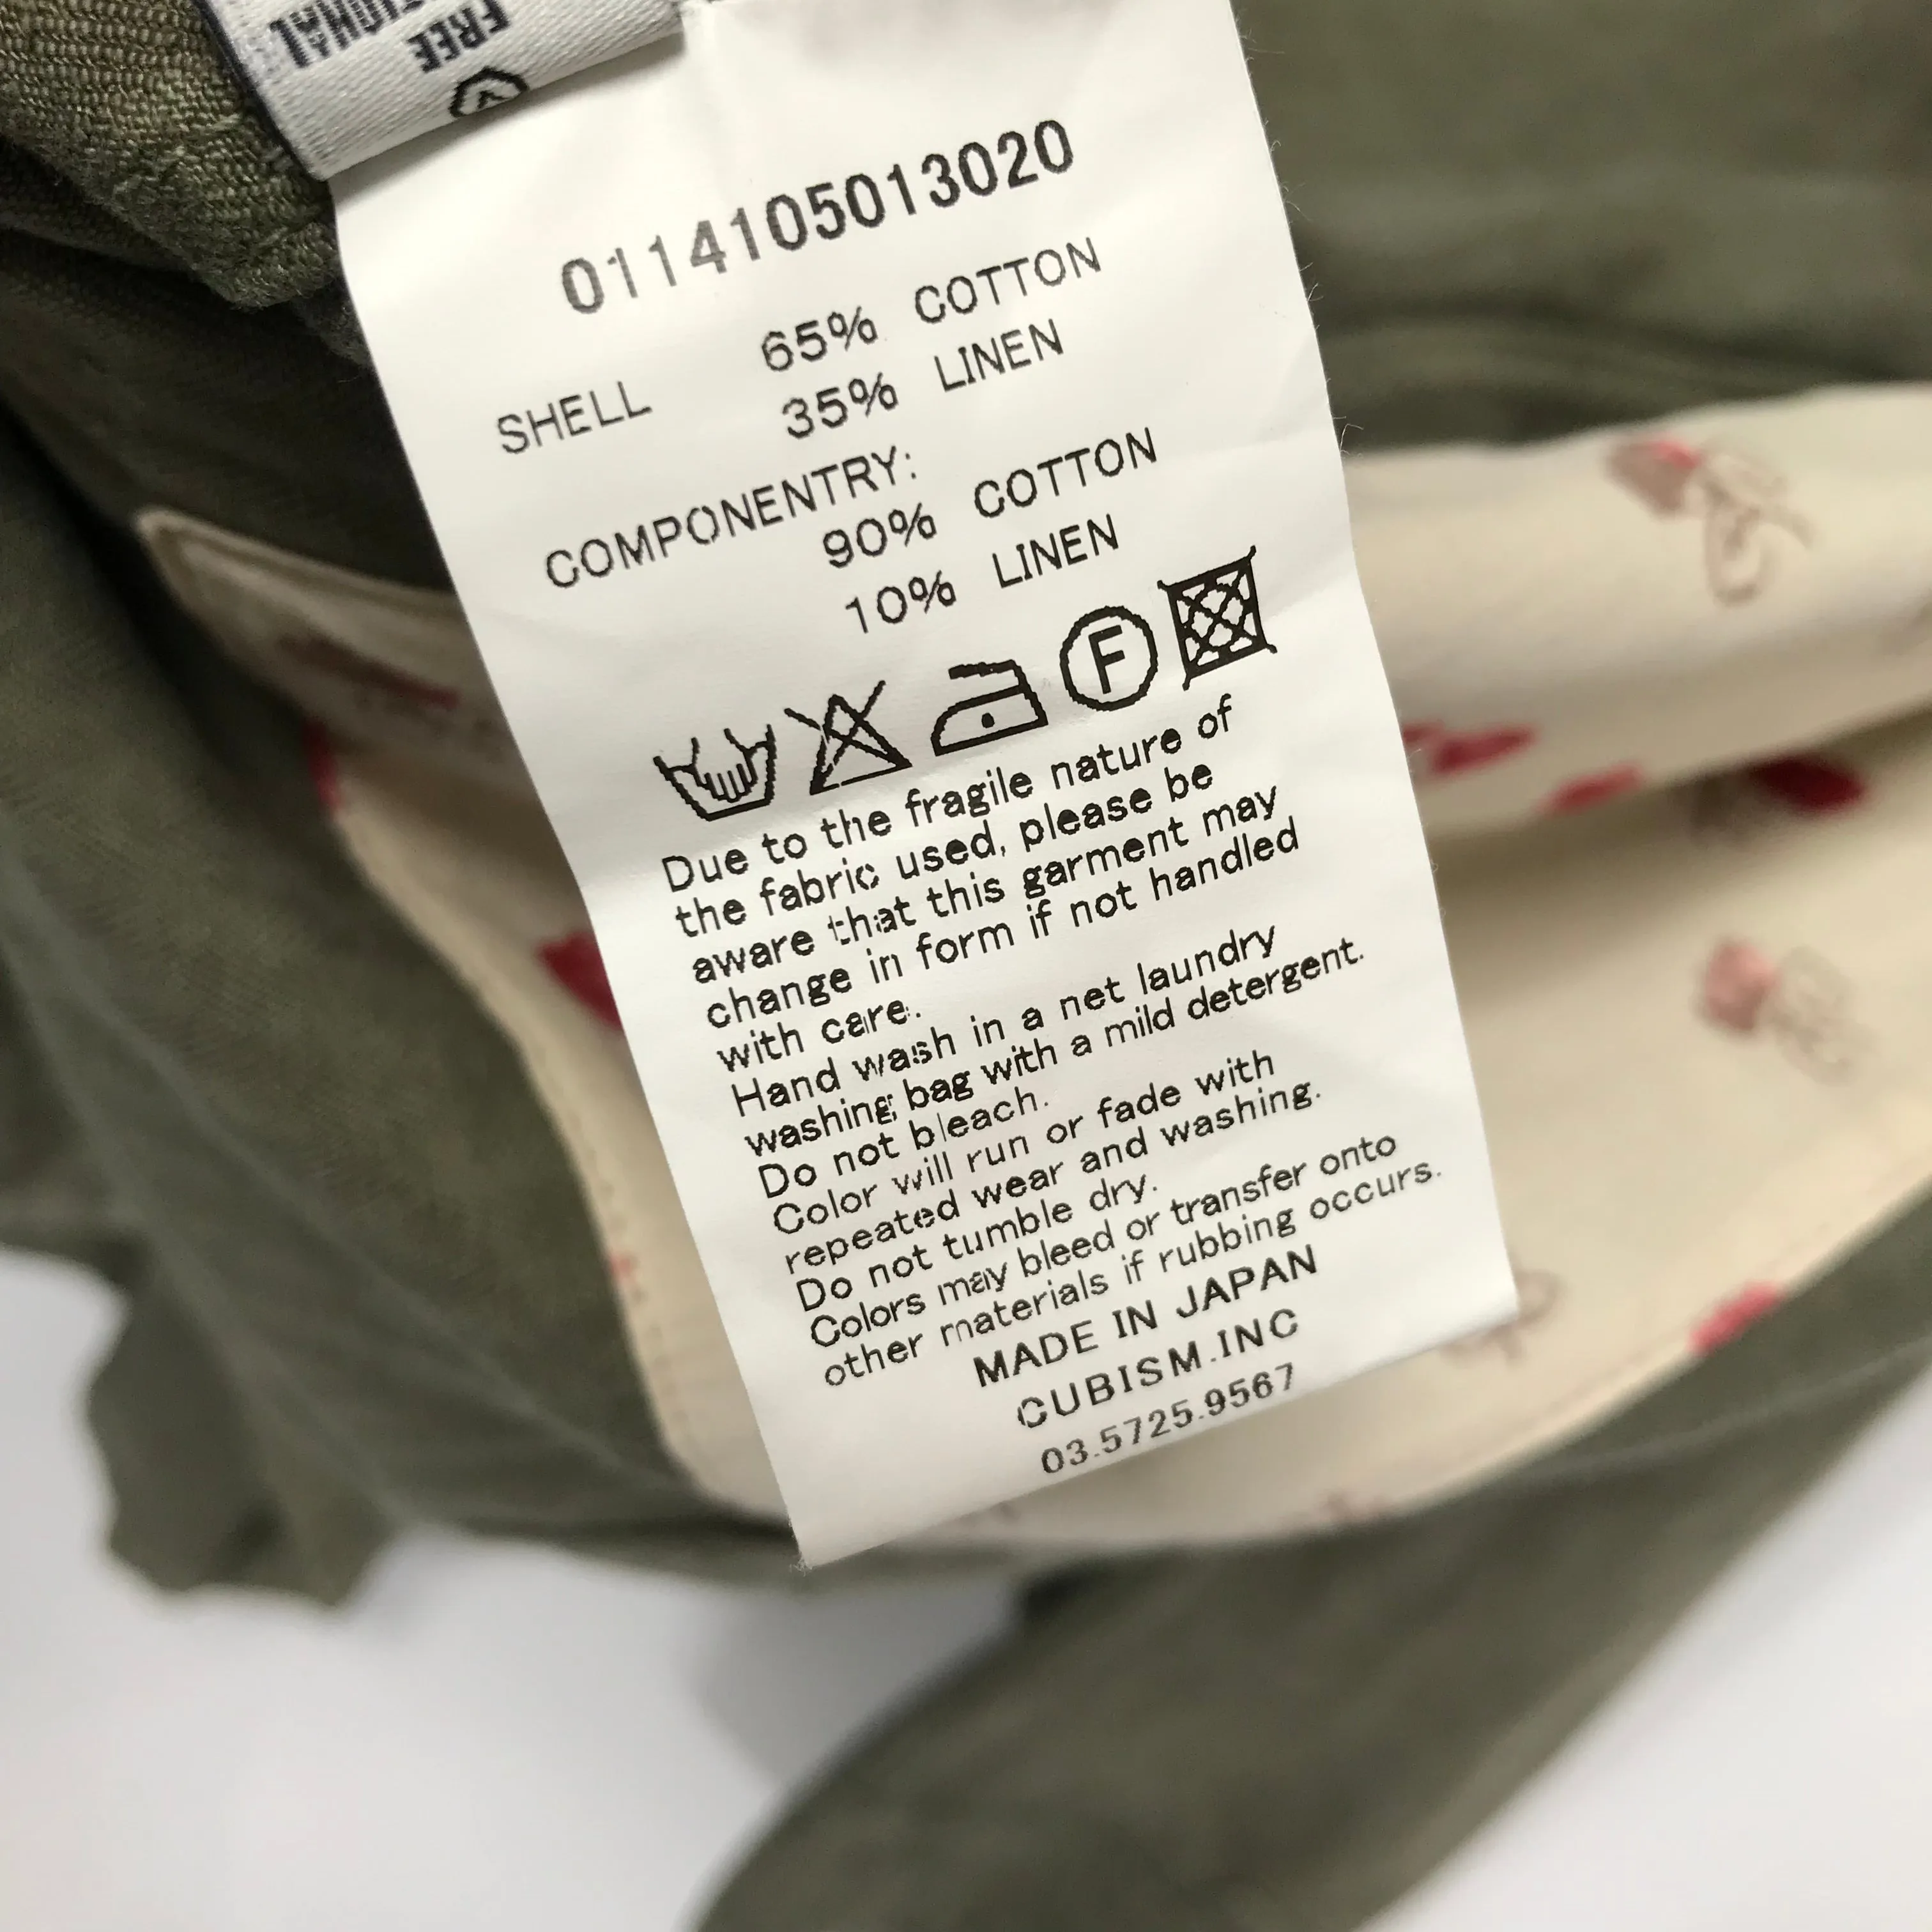 FREE
0114105013020
65% COTTON
SHELL 35% LINEN
COMPONENTRY:
90% COTTON
10% LINEN
F
Due to the fragile nature of
the fabric used, please be
aware that this garment may
change in form if not handled
with care.
Hand wash in a net laundry
washing bag with a mild detergent.
Do not bleach.
Color will run or fade with
repeated wear and washing.
Do not tumble dry.
Colors may bleed or transfer onto
other materials if rubbing occurs.
MADE IN JAPAN
CUBISM.INC
03.5725.9567